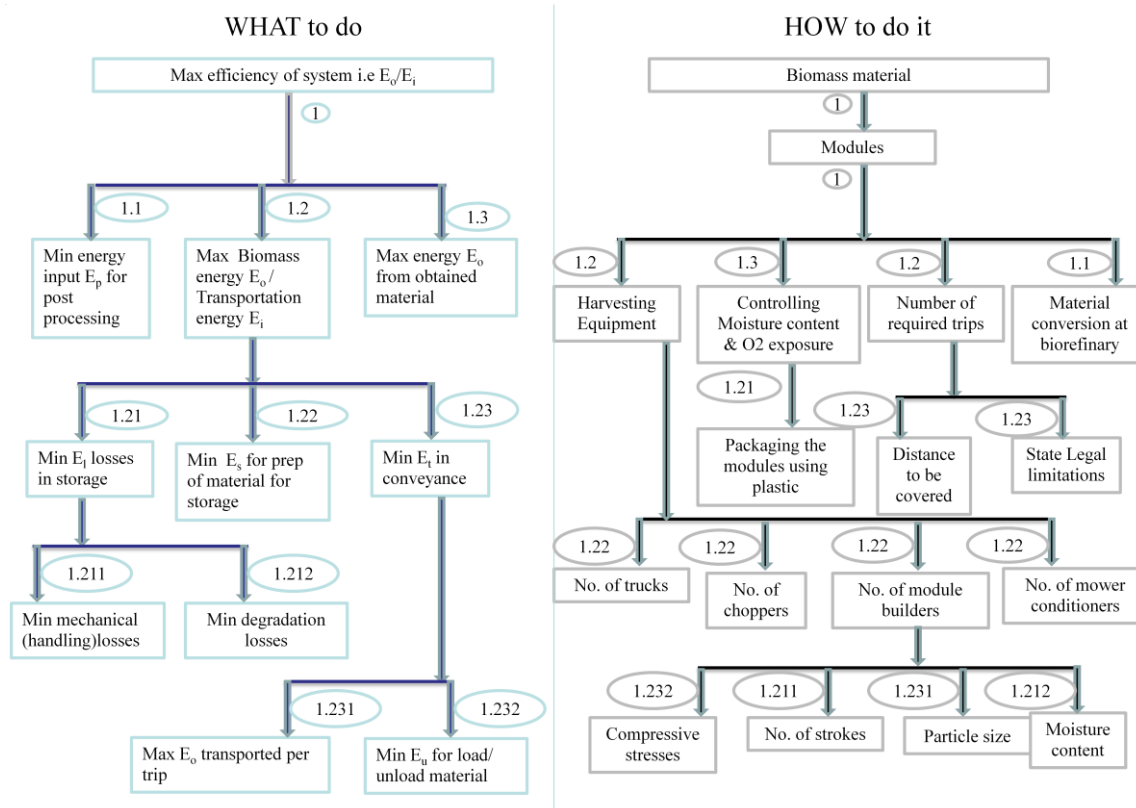 WHAT to do
Max efficiency of system i.e Eo/Ei
1
1.1
1.2
1.3
Min energy
input Ep for
post
processing
Max Biomass
energy Eo /
Transportation
energy Ei
Max energy Eo
from obtained
material
1.21
1.22
1.23
Min El losses
in storage
Min Es for prep
of material for
storage
Min Et in
conveyance
1.211
1.212
Min mechanical
(handling)losses
Min degradation
losses
1.231
1.232
Max Eo transported per
trip
Min Eu for load/
unload material
HOW to do it
Biomass material
1
Modules
1
1.2
1.3
1.2
1.1
Harvesting
Equipment
Controlling
Moisture content
& O2 exposure
Number of
required trips
Material
conversion at
biorefinary
1.21
1.23
1.23
Packaging the
modules using
plastic
Distance
to be
covered
State Legal
limitations
1.22
1.22
1.22
1.22
No. of trucks
No. of
choppers
No. of module
builders
No. of mower
conditioners
1.232
1.211
1.231
1.212
Compressive
stresses
No. of strokes
Particle size
Moisture
content